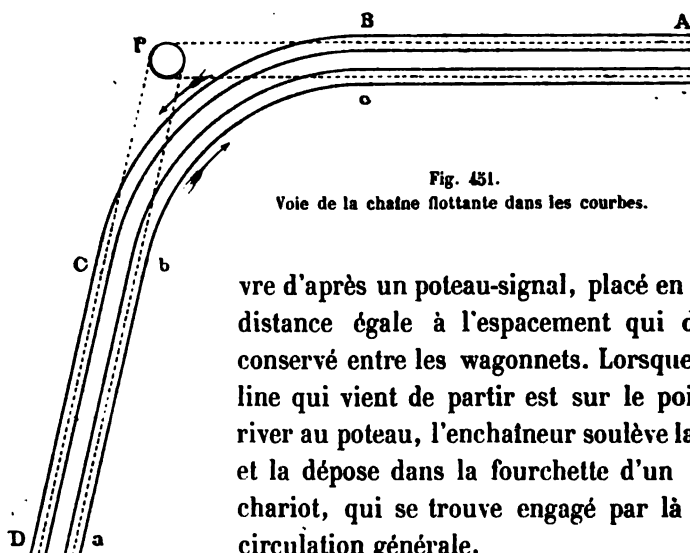 B
A
P
o
Fig. 451.
Voie de la chaîne flottante dans les courbes.
C
b
vre d'après un poteau-signal, placé en
distance égale à l'espacement qui d
conservé entre les wagonnets. Lorsque
line qui vient de partir est sur le poi
river au poteau, l'enchaîneur soulève la
et la dépose dans la fourchette d'un
chariot, qui se trouve engagé par là
circulation générale.
D
a